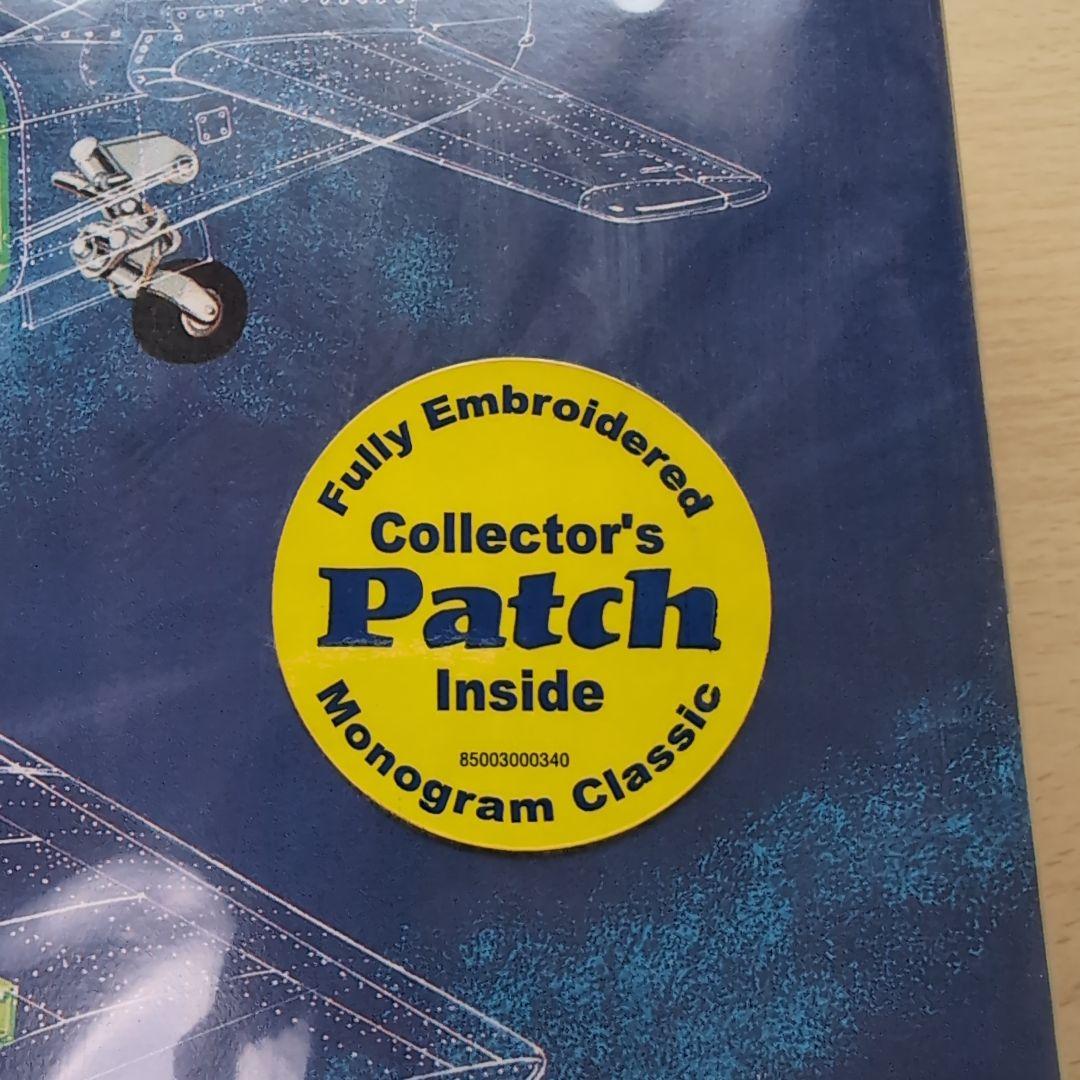 Fully Embroidered
Collector's
Patch
Inside
85003000340
Monogram Classic